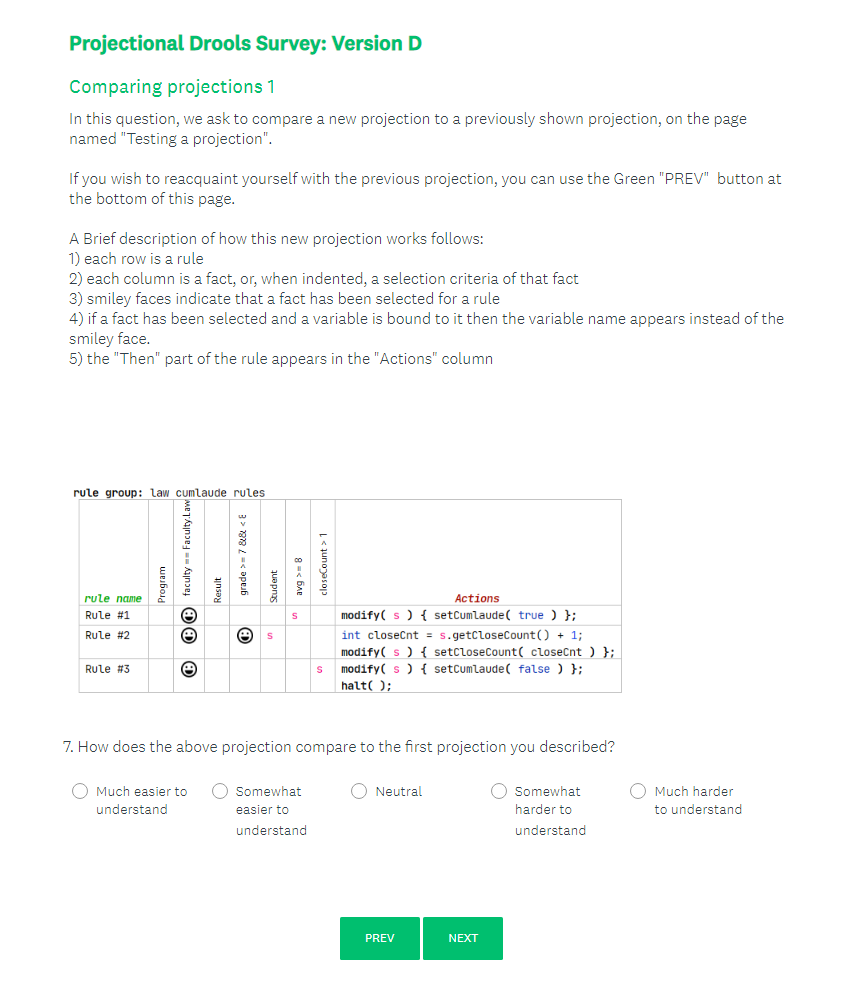 Projectional Drools Survey: Version D
Comparing projections 1
In this question, we ask to compare a new projection to a previously shown projection, on the page
named "Testing a projection".
If you wish to reacquaint yourself with the previous projection, you can use the Green "PREV" button at
the bottom of this page.
A Brief description of how this new projection works follows:
1) each row is a rule
2) each column is a fact, or, when indented, a selection criteria of that fact
3) smiley faces indicate that a fact has been selected for a rule
4) if a fact has been selected and a variable is bound to it then the variable name appears instead of the
smiley face.
5) the "Then" part of the rule appears in the "Actions" column
rule group: law cumlaude rules
rule name
Program
faculty == Faculty.Law
Result
grade >= 7 && < 8
Student
avg >= 8
closeCount > 1
Actions
Rule #1 s modify( s ) { setCumlaude( true ) };
Rule #2 s int closeCnt = s.getCloseCount() + 1;
modify( s ) { setCloseCount( closeCnt ) };
Rule #3 s modify( s ) { setCumlaude( false ) };
halt( );
7. How does the above projection compare to the first projection you described?
Much easier to
understand
Somewhat
easier to
understand
Neutral
Somewhat
harder to
understand
Much harder
to understand
PREV
NEXT